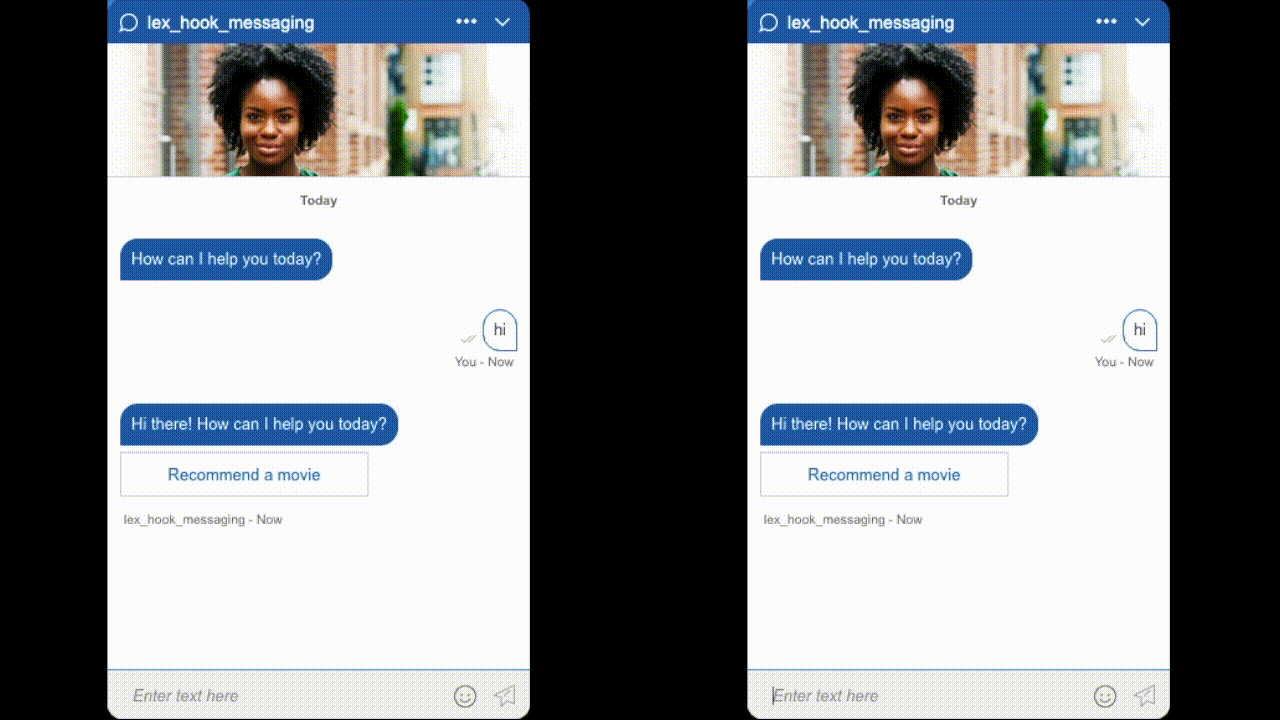 lex_hook_messaging
Today
How can I help you today?
hi
You - Now
Hi there! How can I help you today?
Recommend a movie
lex_hook_messaging - Now
Enter text here
lex_hook_messaging
Today
How can I help you today?
hi
You - Now
Hi there! How can I help you today?
Recommend a movie
lex_hook_messaging - Now
Enter text here